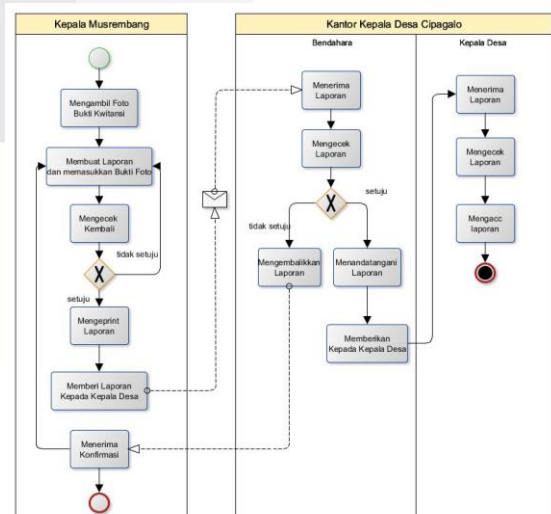 Kepala Musrembang
Kantor Kepala Desa Cipagalo
Bendahara
Kepala Desa
Mengambil Foto
Bukti Kwitansi
Membuat Laporan
dan memasukkan Bukti Foto
Mengecek
Kembali
X
tidak setuju
setuju
Mengeprint
Laporan
Memberi Laporan
Kepada Kepala Desa
Menerima
Konfirmasi
Menerima
Laporan
Mengecek
Laporan
X
setuju
tidak setuju
Mengembalikkan
Laporan
Menandatangani
Laporan
Memberikan
Kepada Kepala Desa
Menerima
Laporan
Mengecek
Laporan
Mengacc
laporan